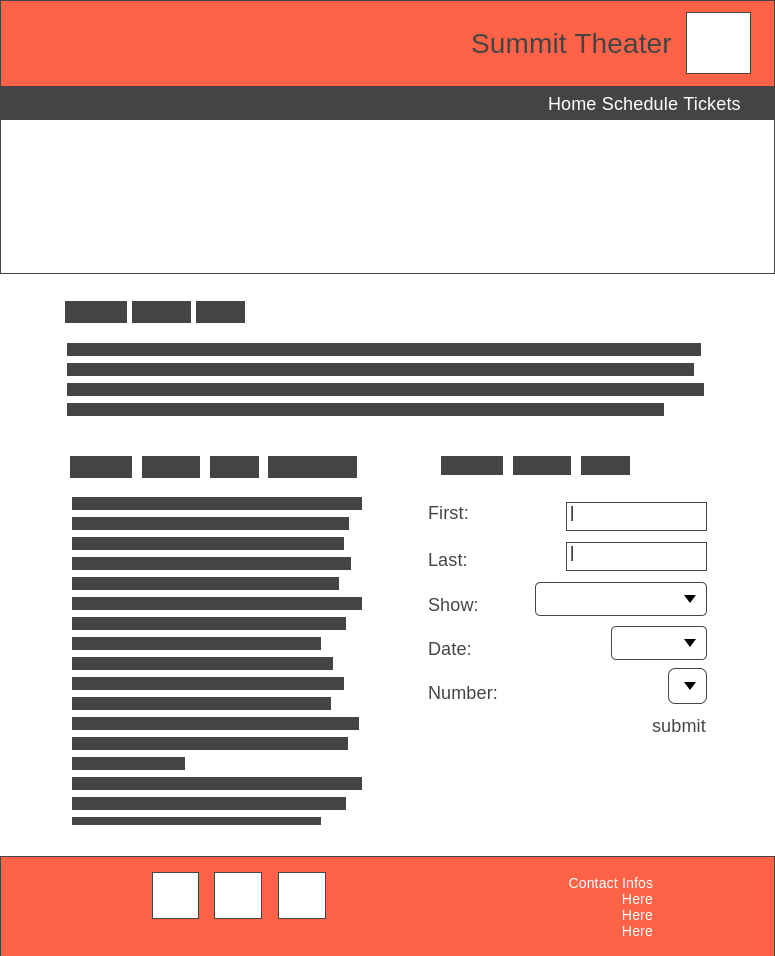 Summit Theater
Home Schedule Tickets
First:
Last:
Show:
Date:
Number:
submit
Contact Infos
Here
Here
Here